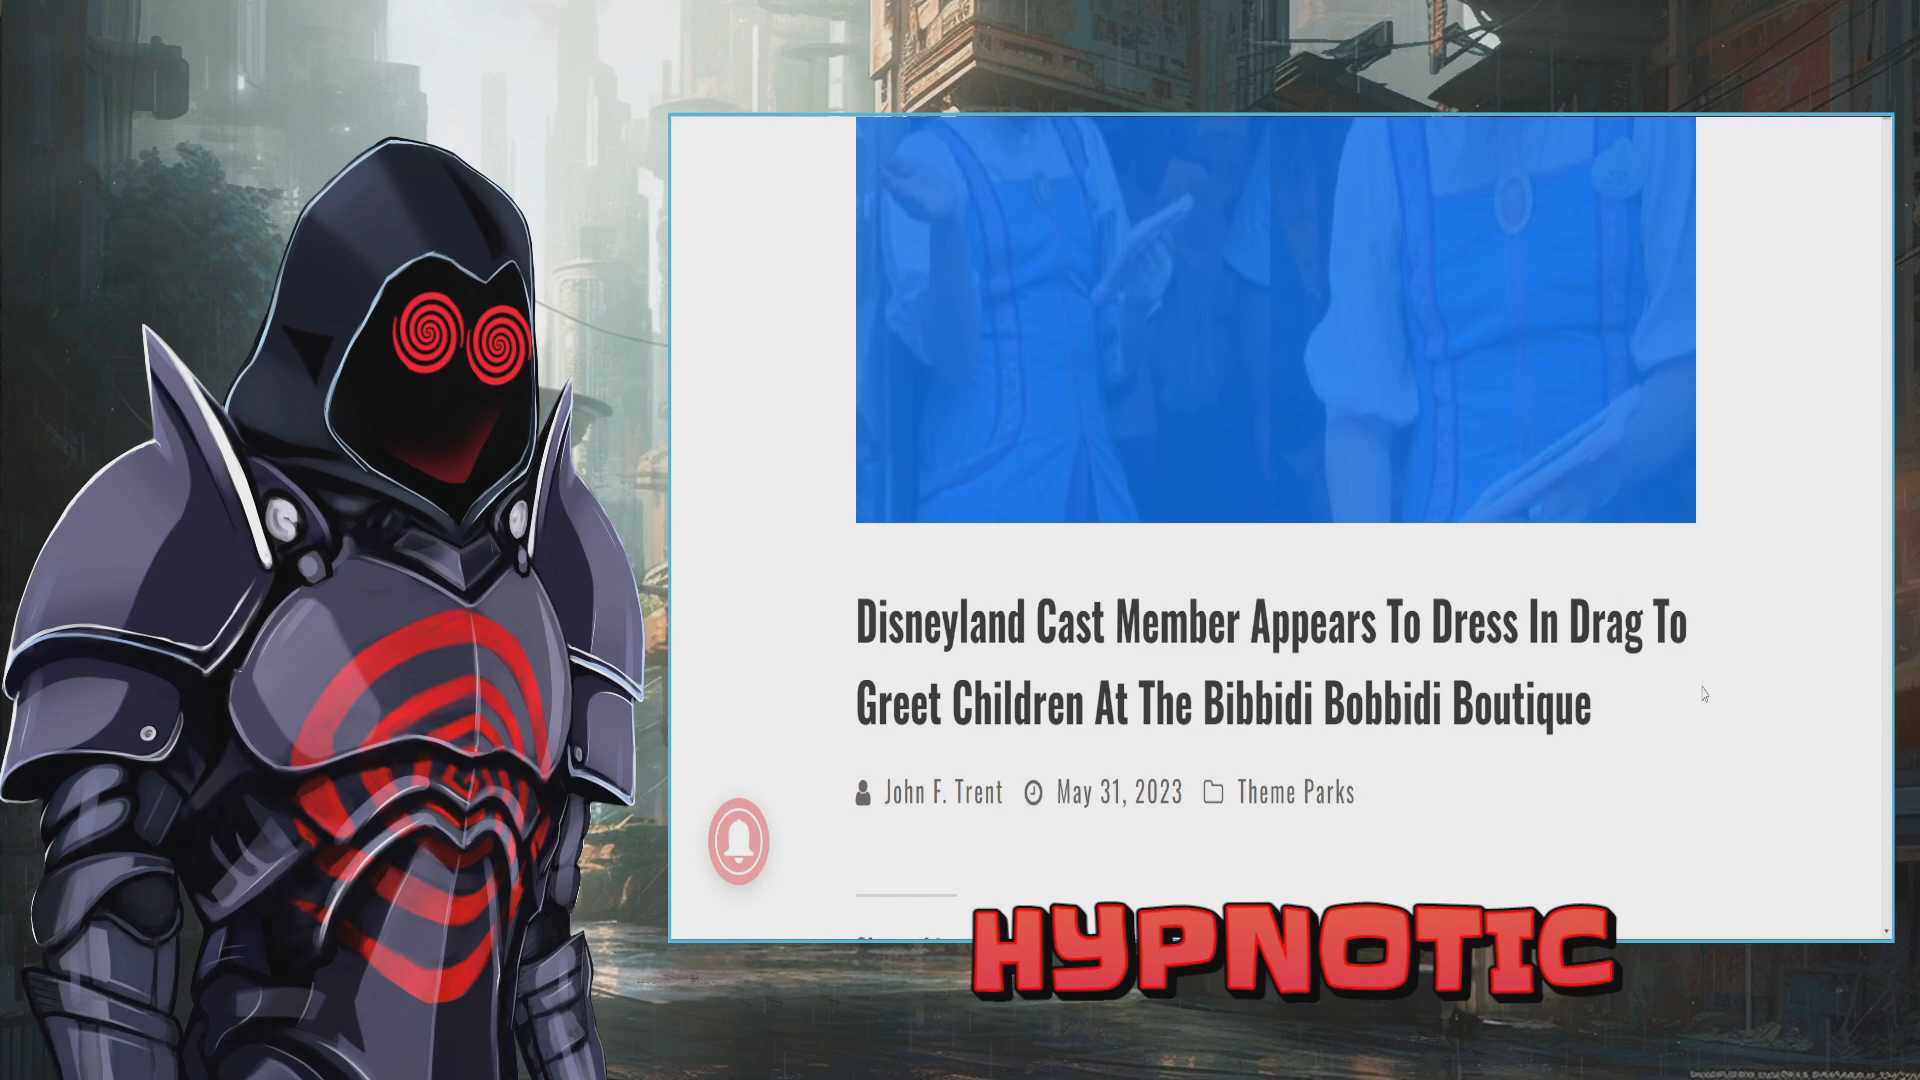 Disneyland Cast Member Appears To Dress In Drag To
Greet Children At The Bibbidi Bobbidi Boutique
John F. Trent May 31, 2023 Theme Parks
HYPNOTIC